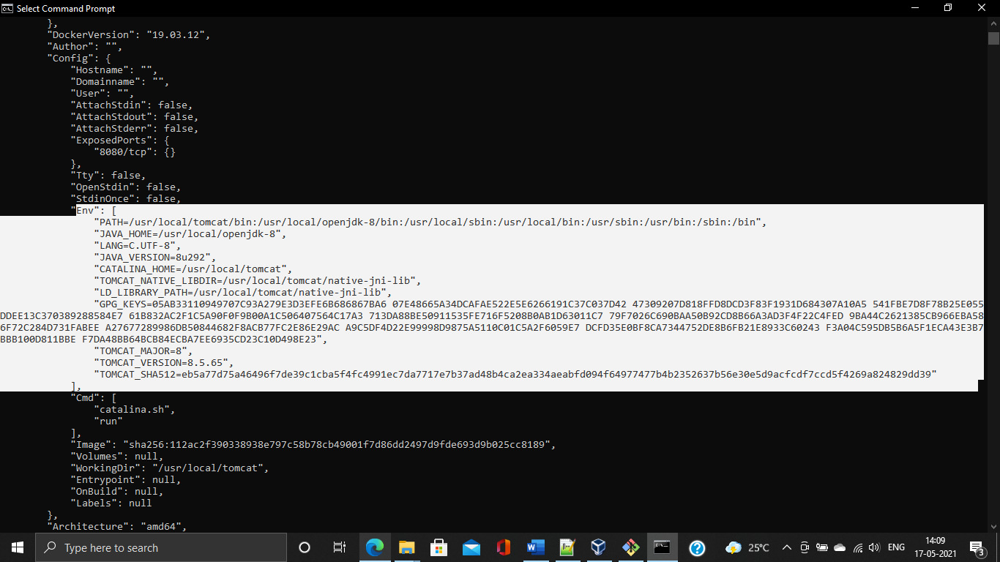 Select Command Prompt
},
"DockerVersion": "19.03.12",
"Author": "",
"Config": {
"Hostname": "",
"Domainname": "",
"User": "",
"AttachStdin": false,
"AttachStdout": false,
"AttachStderr": false,
"ExposedPorts": {
"8080/tcp": {}
},
"Tty": false,
"OpenStdin": false,
"StdinOnce": false,
"Env": [
"PATH=/usr/local/tomcat/bin:/usr/local/openjdk-8/bin:/usr/local/sbin:/usr/local/bin:/usr/sbin:/usr/bin:/sbin:/bin",
"JAVA_HOME=/usr/local/openjdk-8",
"LANG=C.UTF-8",
"JAVA_VERSION=8u292",
"CATALINA_HOME=/usr/local/tomcat",
"TOMCAT_NATIVE_LIBDIR=/usr/local/tomcat/native-jni-lib",
"LD_LIBRARY_PATH=/usr/local/tomcat/native-jni-lib",
"GPG_KEYS=05AB33110949707C93A279E3D3EFE6B686867BA6 07E48665A34DCAFAE522E5E6266191C37C037D42 47309207D818FFD8DCD3F83F1931D684307A10A5 541FBE7D8F78B25E055
DDEE13C370389288584E7 61B832AC2F1C5A90F0F9B00A1C506407564C17A3 713DA88BE50911535FE716F5208B0AB1D63011C7 79F7026C690BAA50B92CD8B66A3AD3F4F22C4FED 9BA44C2621385CB966EBA58
6F72C284D731FABEE A27677289986DB50844682F8ACB77FC2E86E29AC A9C5DF4D22E99998D9875A5110C01C5A2F6059E7 DCFD35E0BF8CA7344752DE8B6FB21E8933C60243 F3A04C595DB5B6A5F1ECA43E3B7
BBB100D811BBE F7DA48BB64BCB84ECBA7EE6935CD23C10D498E23",
"TOMCAT_MAJOR=8",
"TOMCAT_VERSION=8.5.65",
"TOMCAT_SHA512=eb5a77d75a46496f7de39c1cba5f4fc4991ec7da7717e7b37ad48b4ca2ea334aeabfd094f64977477b4b2352637b56e30e5d9acfcdf7ccd5f4269a824829dd39"
],
"Cmd": [
"catalina.sh",
"run"
],
"Image": "sha256:112ac2f390338938e797c58b78cb49001f7d86dd2497d9fde693d9b025cc8189",
"Volumes": null,
"WorkingDir": "/usr/local/tomcat",
"Entrypoint": null,
"OnBuild": null,
"Labels": null
},
"Architecture": "amd64",
Type here to search
25°C
ENG
14:09
17-05-2021
3